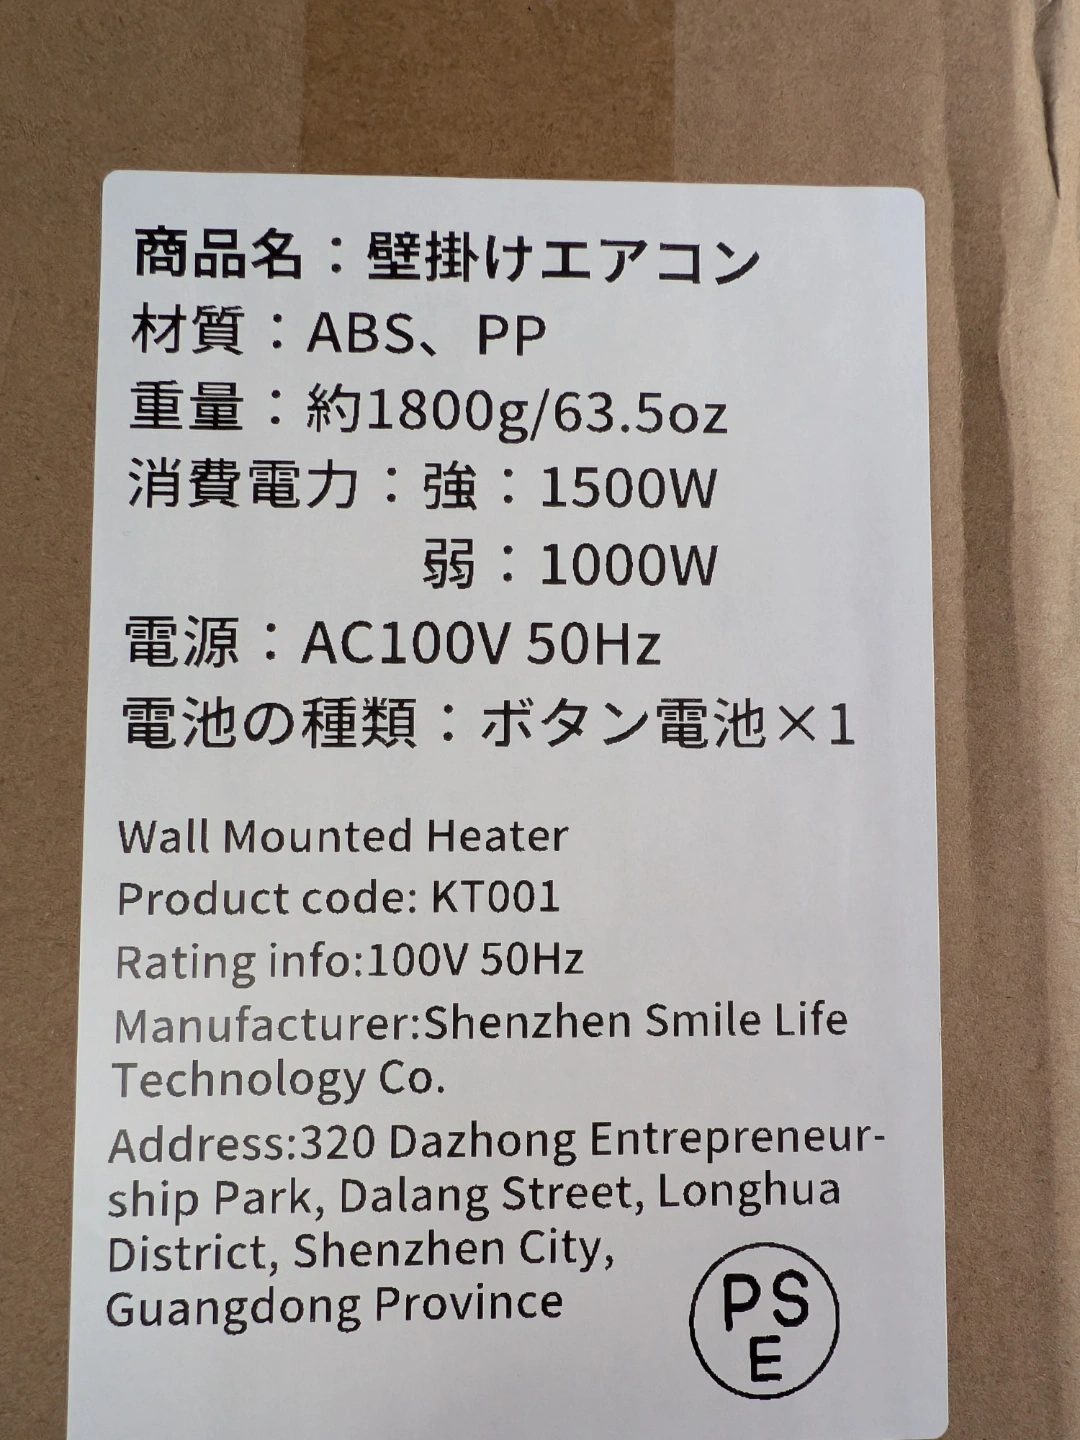 商品名：壁掛けエアコン
材質：ABS、PP
重量：約1800g/63.5oz
消費電力：強：1500W
弱：1000W
電源：AC100V 50Hz
電池の種類：ボタン電池×1
Wall Mounted Heater
Product code: KT001
Rating info:100V 50Hz
Manufacturer:Shenzhen Smile Life
Technology Co.
Address:320 Dazhong Entrepreneur-
ship Park, Dalang Street, Longhua
District, Shenzhen City,
Guangdong Province
PS
E